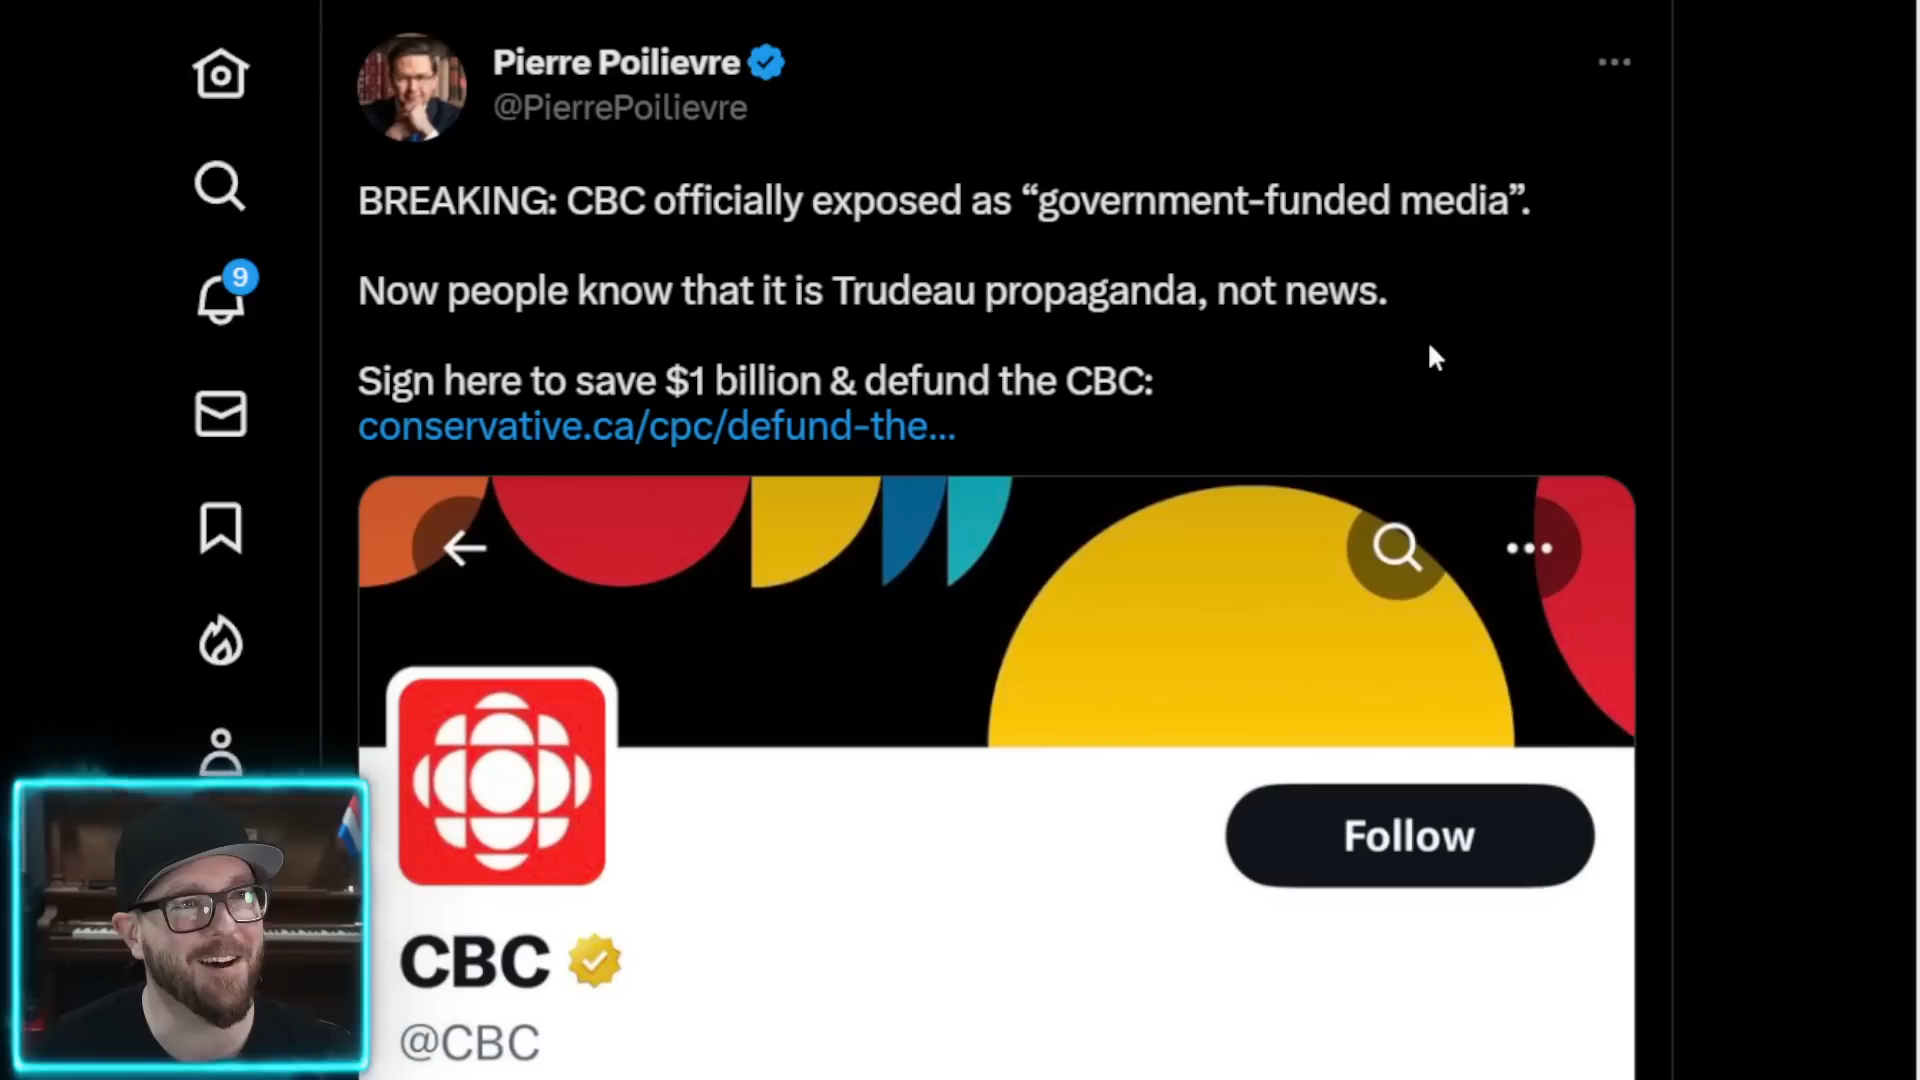 Pierre Poilievre
@PierrePoilievre
BREAKING: CBC officially exposed as “government-funded media”.
Now people know that it is Trudeau propaganda, not news.
Sign here to save $1 billion & defund the CBC:
conservative.ca/cpc/defund-the...
9
Follow
CBC
@CBC